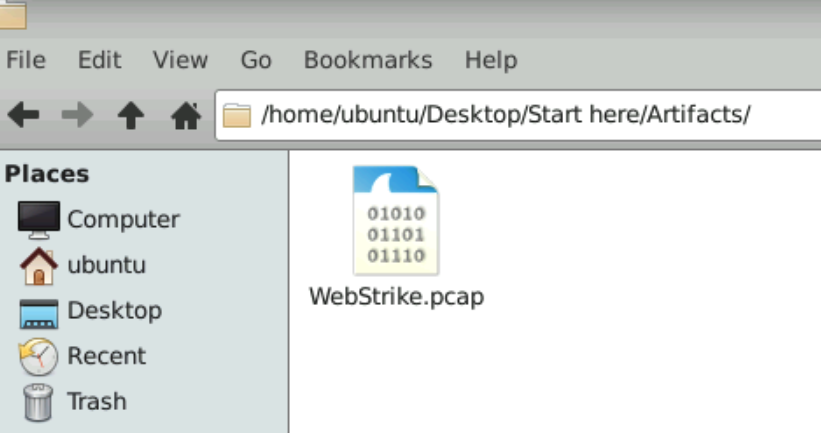 File Edit View Go Bookmarks Help
/home/ubuntu/Desktop/Start here/Artifacts/
Places
Computer
ubuntu
Desktop
Recent
Trash
01010
01101
01110
WebStrike.pcap